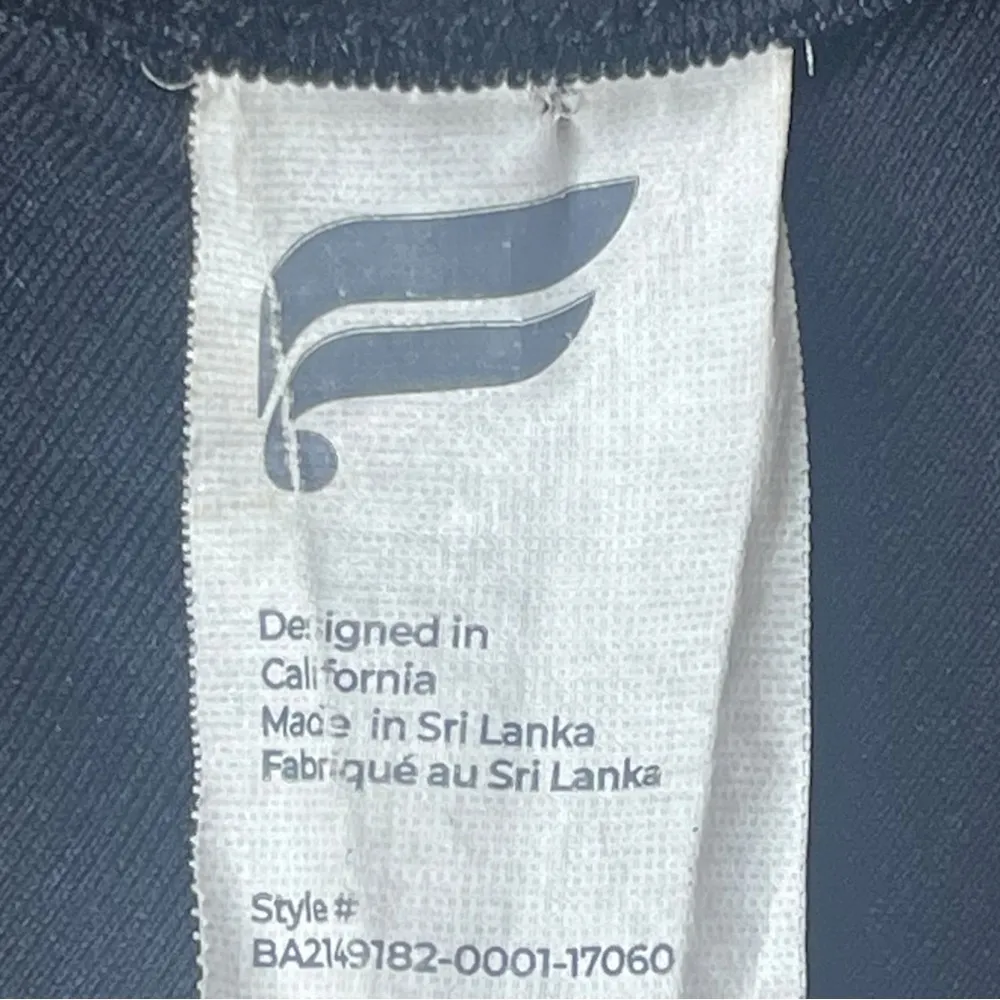 Designed in
California
Made in Sri Lanka
Fabriqué au Sri Lanka
Style #
BA2149182-0001-17060